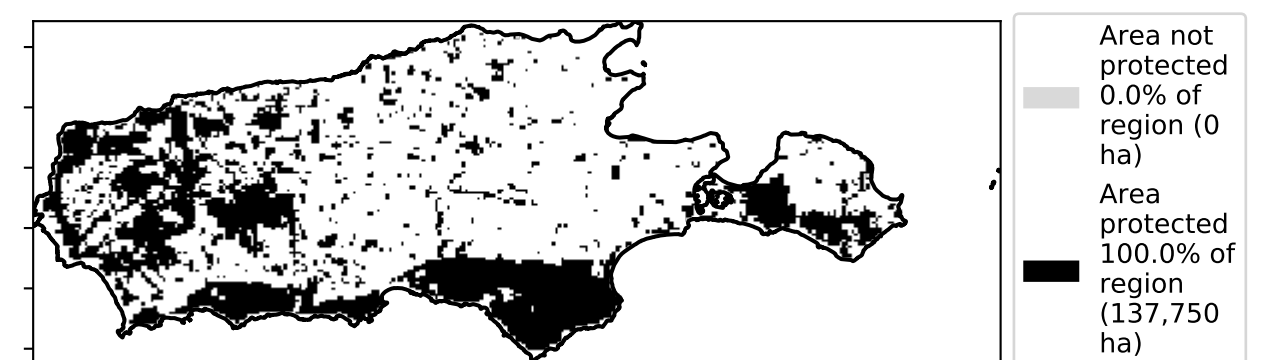 Area not
protected
0.0% of
region (0
ha)
Area
protected
100.0% of
region
(137,750
ha)